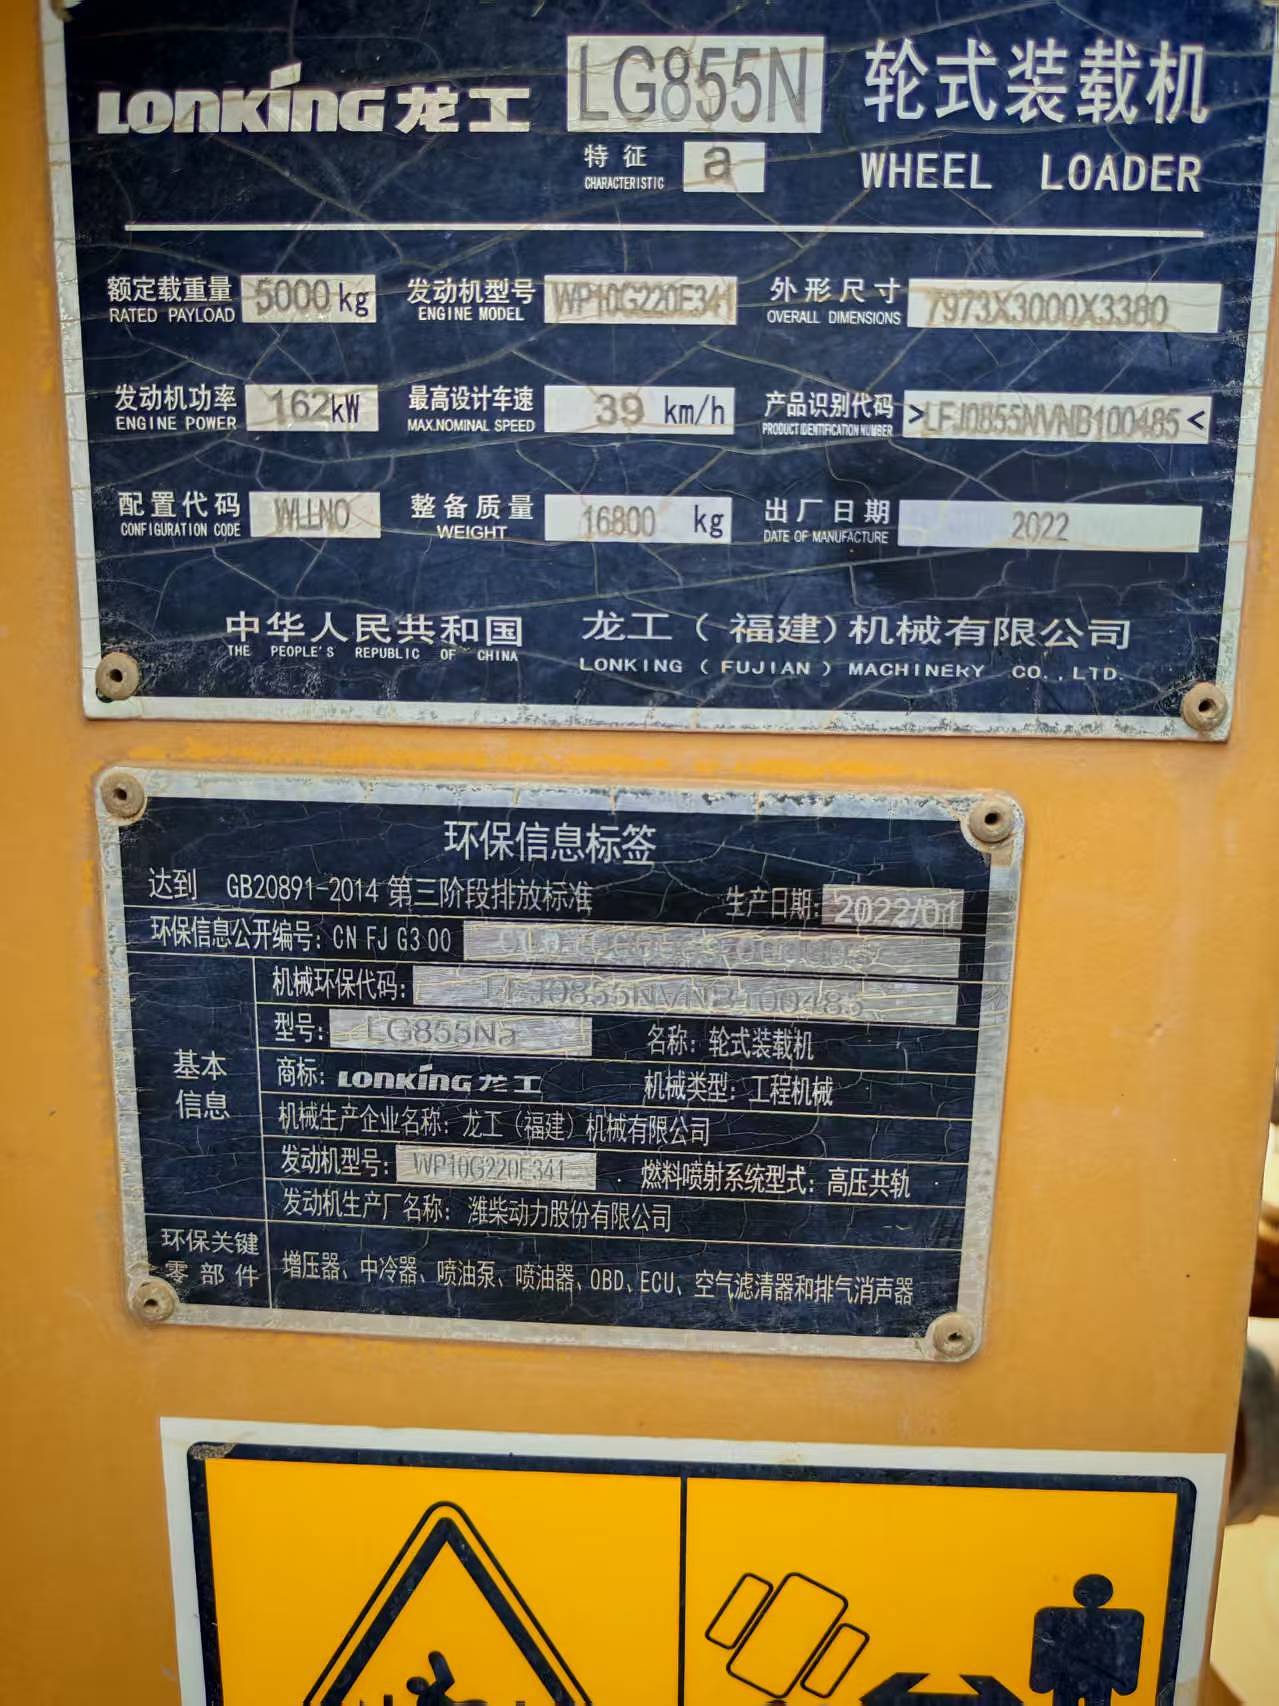 LONKING 龙工 LG855N 轮式装载机
特征 a WHEEL LOADER
CHARACTERISTIC
额定载重量 5000 kg 发动机型号 WP10G220E341 外形尺寸 7973X3000X3380
RATED PAYLOAD ENGINE MODEL OVERALL DIMENSIONS
发动机功率 162kW 最高设计车速 39 km/h 产品识别代码 >LFJ0855NVNB100485<
ENGINE POWER MAX.NOMINAL SPEED PRODUCT IDENTIFICATION NUMBER
配置代码 WLLNO 整备质量 16800 kg 出厂日期 2022
CONFIGURATION CODE WEIGHT DATE OF MANUFACTURE
中华人民共和国 龙工(福建)机械有限公司
THE PEOPLE'S REPUBLIC OF CHINA LONKING (FUJIAN) MACHINERY CO.,LTD.
环保信息标签
达到 GB20891-2014 第三阶段排放标准 生产日期: 2022/01
环保信息公开编号: CN FJ G3 00
机械环保代码: LFJ0855NVNB100485
型号: LG855Na 名称: 轮式装载机
基本信息
商标: LONKING 龙工 机械类型: 工程机械
机械生产企业名称: 龙工(福建)机械有限公司
发动机型号: WP10G220E341 燃料喷射系统型式: 高压共轨
发动机生产厂名称: 潍柴动力股份有限公司
环保关键零部件 增压器、中冷器、喷油泵、喷油器、OBD、ECU、空气滤清器和排气消声器